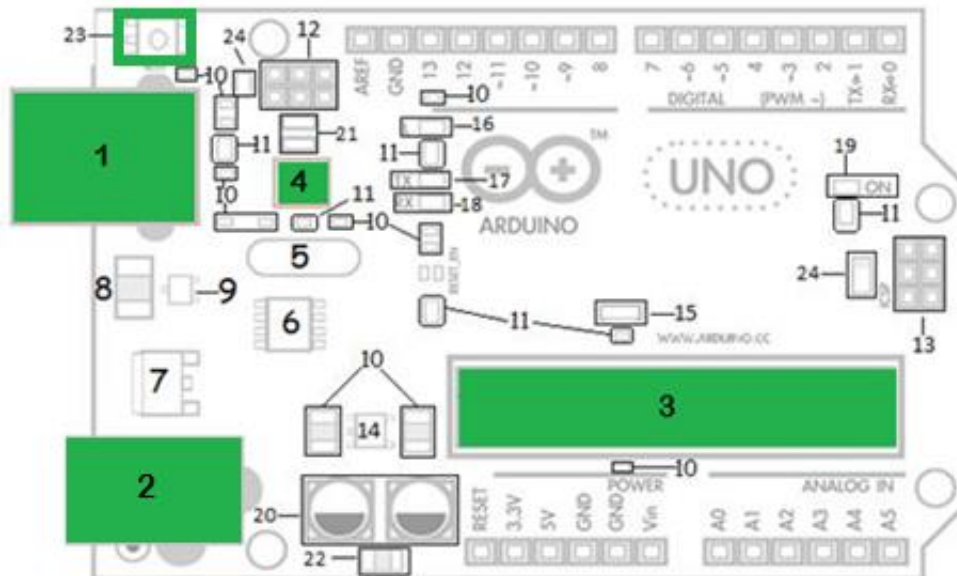 23
24
12
10
AREF
GND
13
12
~11
~10
~9
8
7
~6
~5
4
~3
2
TX→1
RX←0
DIGITAL (PWM ~)
10
16
21
1
11
11
4
TX
17
RX
18
10
11
10
5
ARDUINO
TM
UNO
19
ON
11
RESET_EN
24
ICSP
13
8
9
6
11
15
WWW.ARDUINO.CC
7
10
3
14
2
10
POWER
ANALOG IN
20
RESET
3.3V
5V
GND
GND
Vin
A0
A1
A2
A3
A4
A5
22